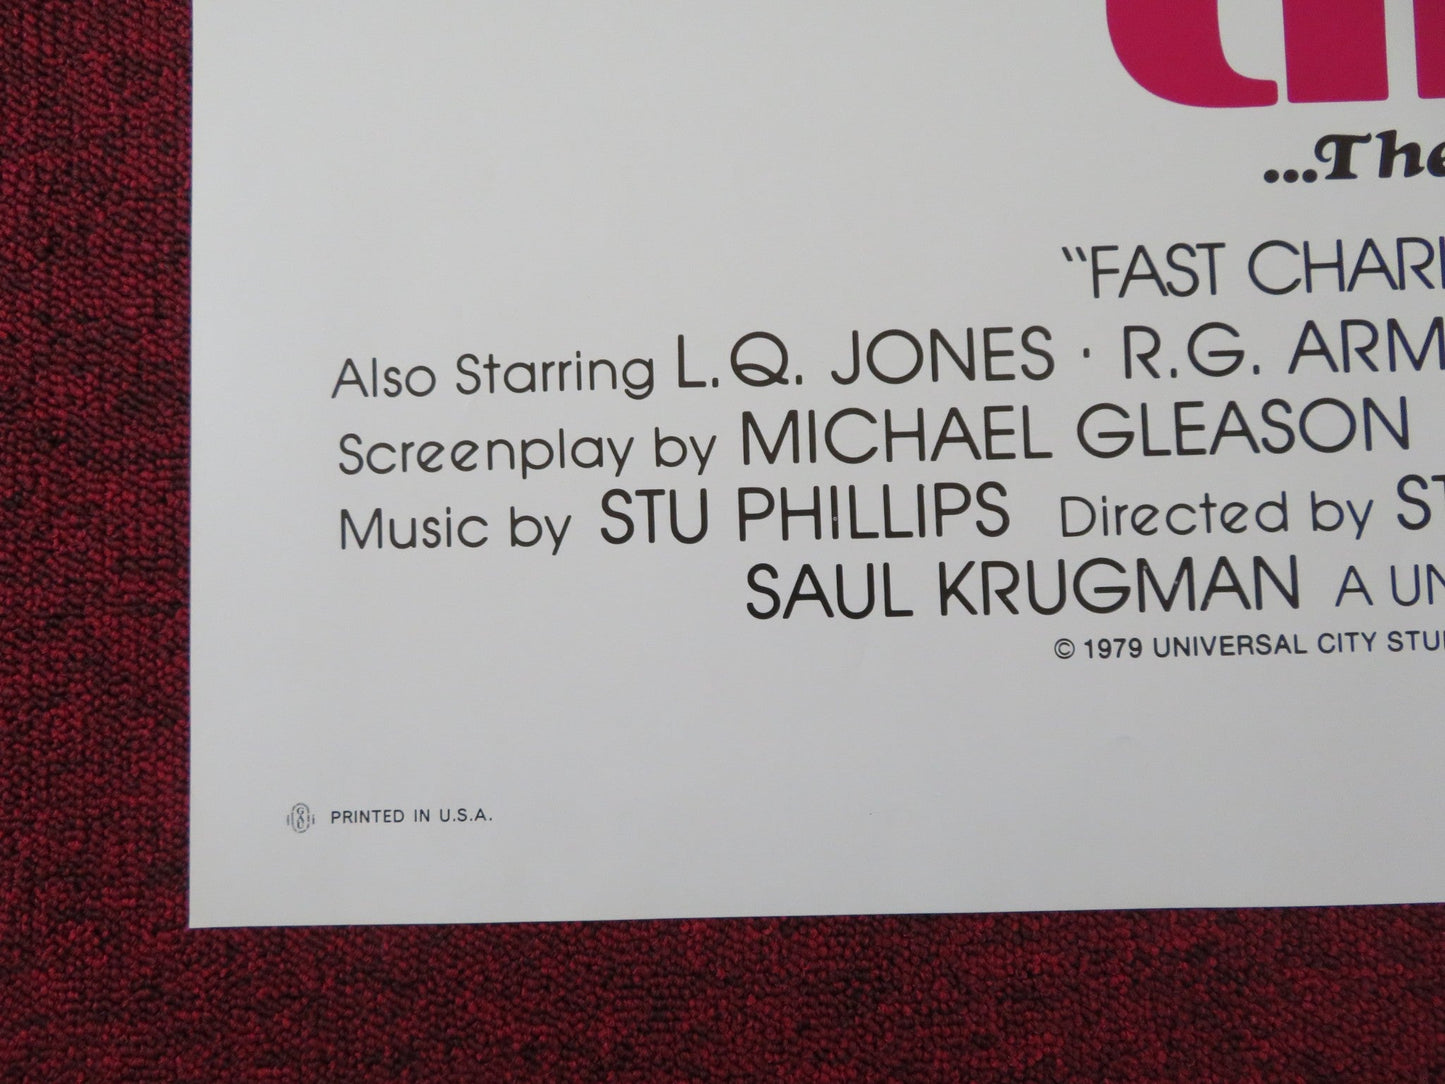 ...The
"FAST CHAR
Also Starring L.Q. JONES · R.G. ARM
Screenplay by MICHAEL GLEASON
Music by STU PHILLIPS Directed by ST
SAUL KRUGMAN A UN
© 1979 UNIVERSAL CITY STU
PRINTED IN U.S.A.